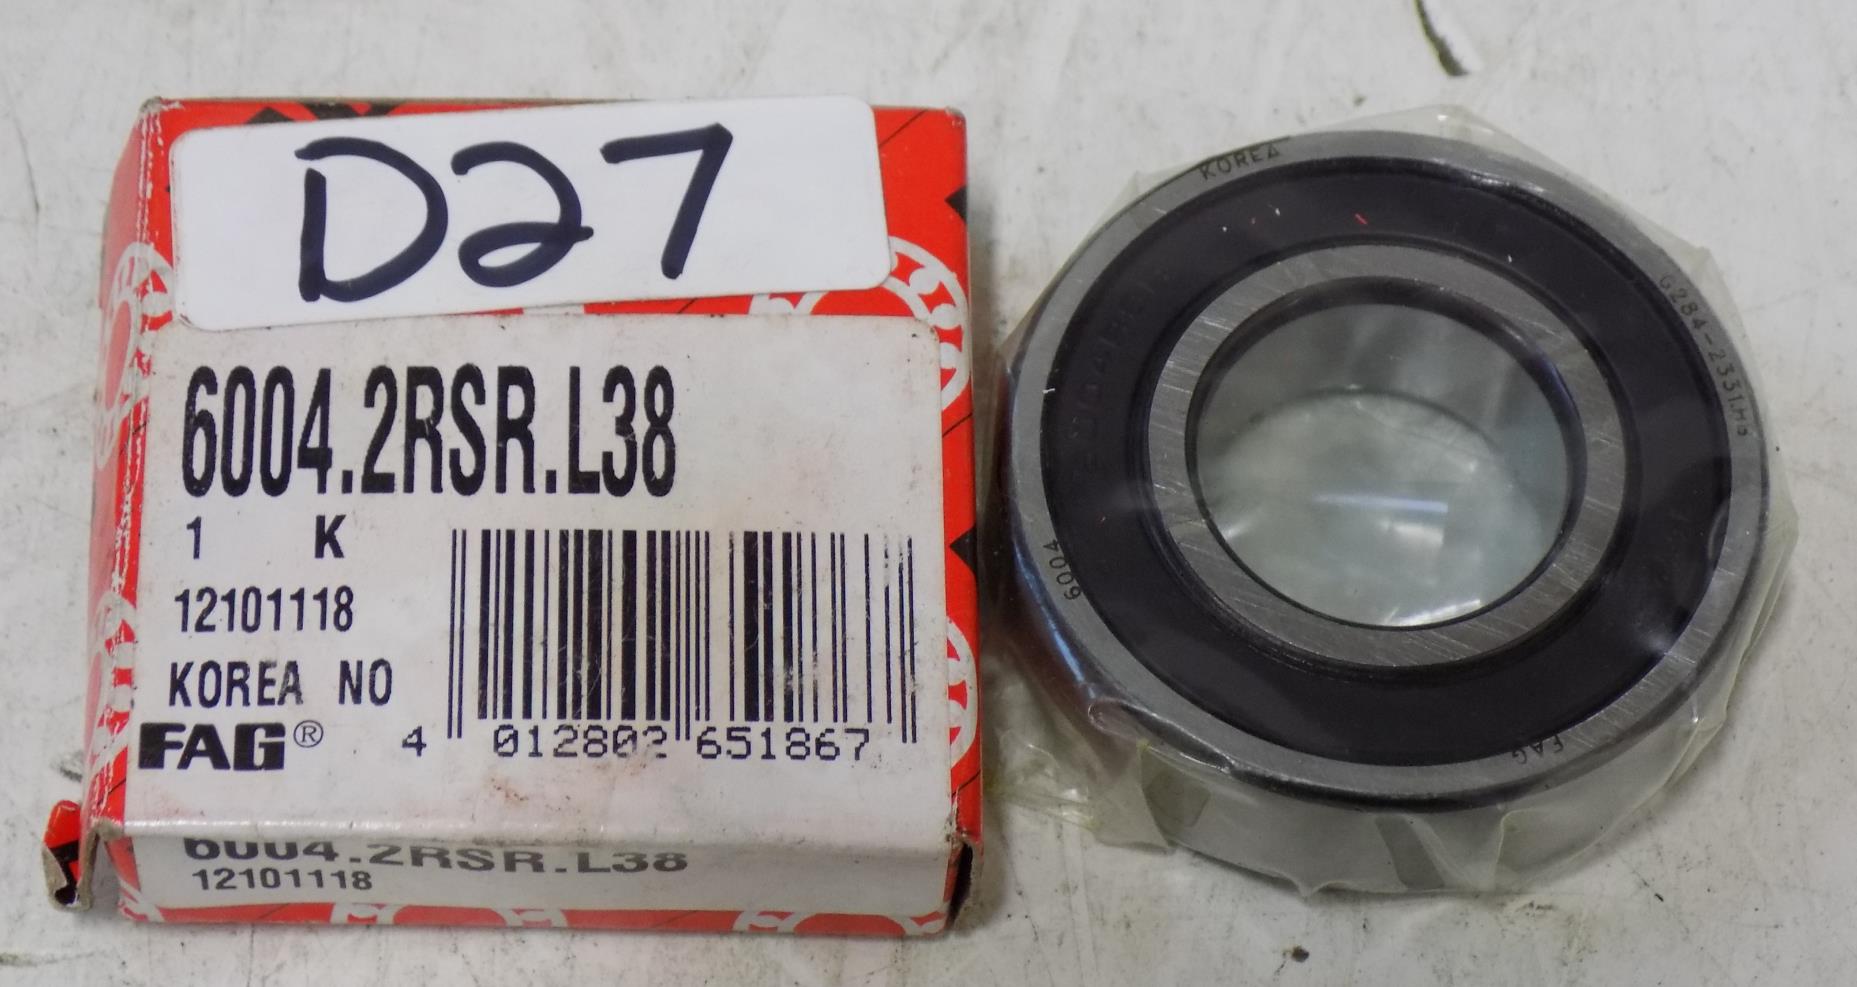 D27
6004.2RSR.L38
1 K
12101118
KOREA NO
FAG®
4 012802 651867
6004.2RSR.L38
12101118
KOREA
6004
FAG